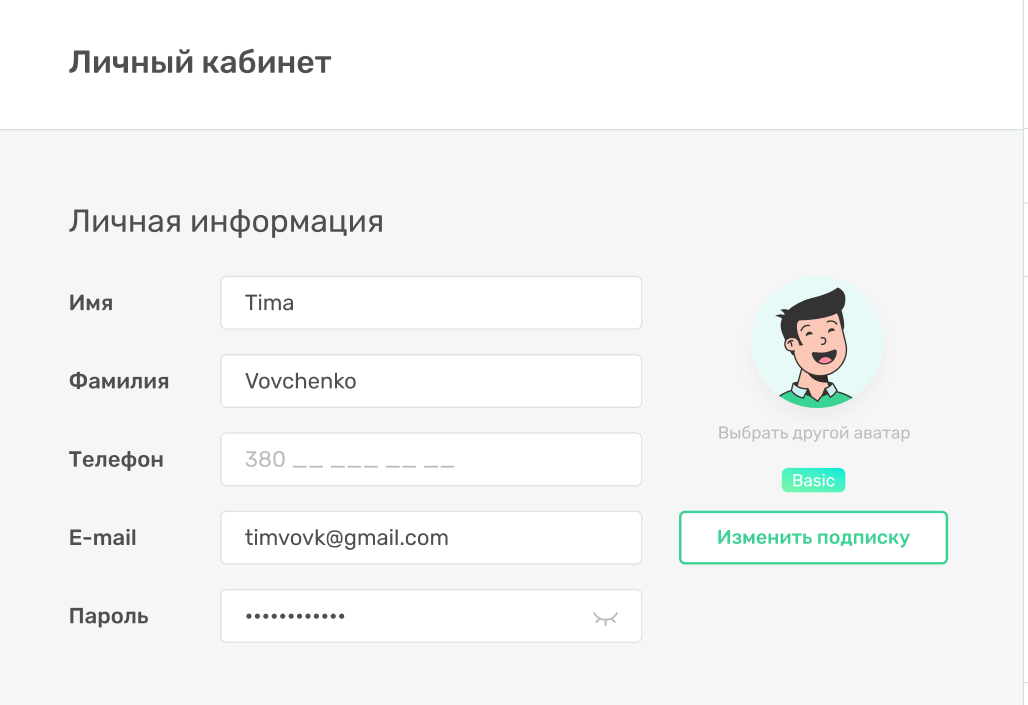 Личный кабинет
Личная информация
Имя
Tima
Фамилия
Vovchenko
Телефон
380 __ ___ __ __
E-mail
timvovk@gmail.com
Пароль
••••••••••••
Выбрать другой аватар
Basic
Изменить подписку